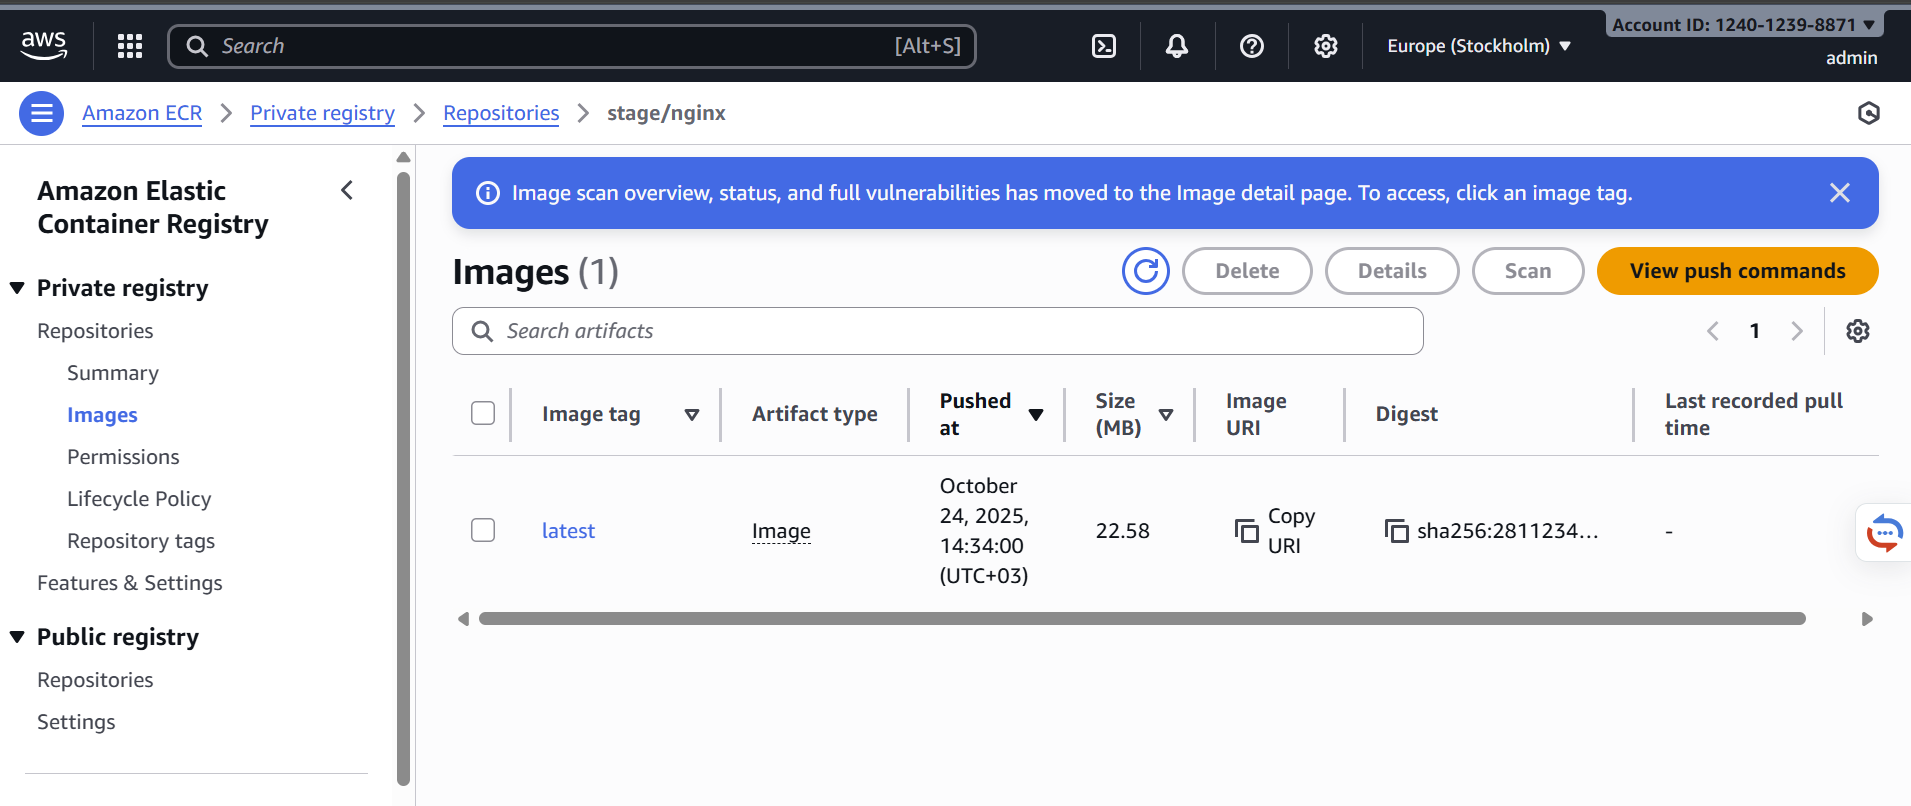 aws
Search
[Alt+S]
Europe (Stockholm)
Account ID: 1240-1239-8871
admin
Amazon ECR
Private registry
Repositories
stage/nginx
Amazon Elastic
Container Registry
Private registry
Repositories
Summary
Images
Permissions
Lifecycle Policy
Repository tags
Features & Settings
Public registry
Repositories
Settings
Image scan overview, status, and full vulnerabilities has moved to the Image detail page. To access, click an image tag.
Images (1)
Delete
Details
Scan
View push commands
Search artifacts
1
Image tag
Artifact type
Pushed
at
Size
(MB)
Image
URI
Digest
Last recorded pull
time
latest
Image
October
24, 2025,
14:34:00
(UTC+03)
22.58
Copy
URI
sha256:2811234...
-